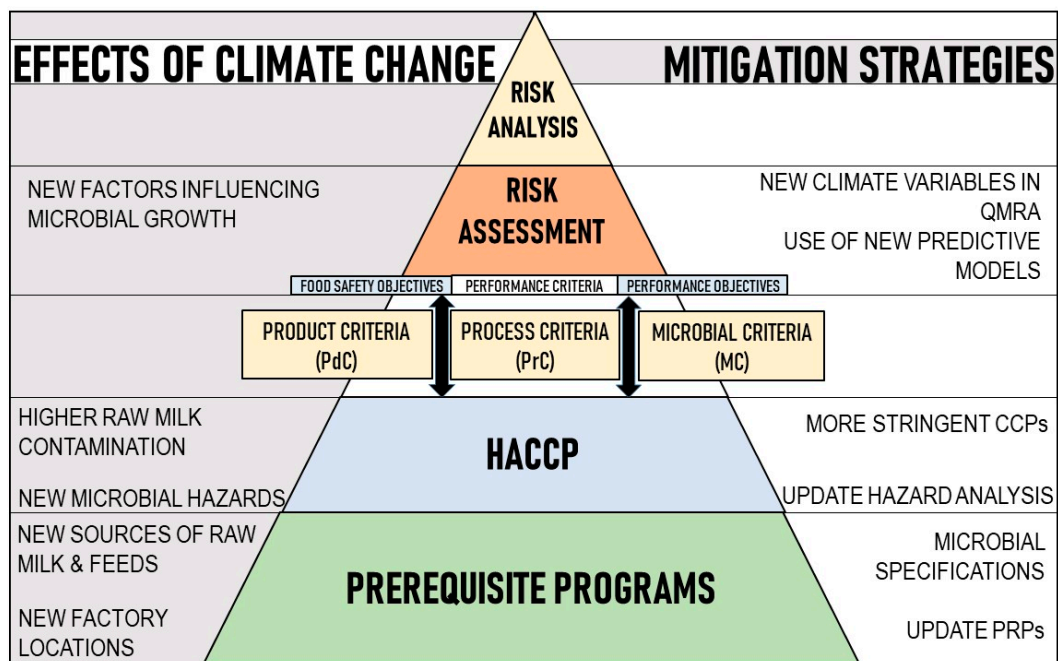 EFFECTS OF CLIMATE CHANGE
MITIGATION STRATEGIES
RISK
ANALYSIS
NEW FACTORS INFLUENCING
MICROBIAL GROWTH
RISK
ASSESSMENT
NEW CLIMATE VARIABLES IN
QMRA
USE OF NEW PREDICTIVE
MODELS
FOOD SAFETY OBJECTIVES
PERFORMANCE CRITERIA
PERFORMANCE OBJECTIVES
PRODUCT CRITERIA
(PdC)
PROCESS CRITERIA
(PrC)
MICROBIAL CRITERIA
(MC)
HIGHER RAW MILK
CONTAMINATION
NEW MICROBIAL HAZARDS
HACCP
MORE STRINGENT CCPs
UPDATE HAZARD ANALYSIS
NEW SOURCES OF RAW
MILK & FEEDS
NEW FACTORY
LOCATIONS
PREREQUISITE PROGRAMS
MICROBIAL
SPECIFICATIONS
UPDATE PRPs